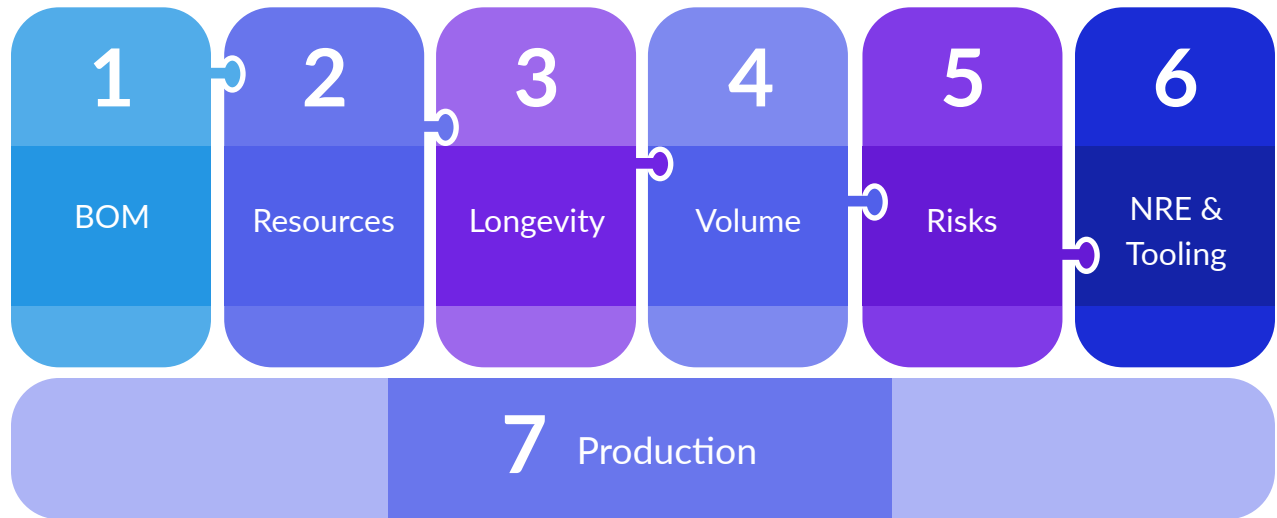 1
BOM
2
Resources
3
Longevity
4
Volume
5
Risks
6
NRE &
Tooling
7 Production